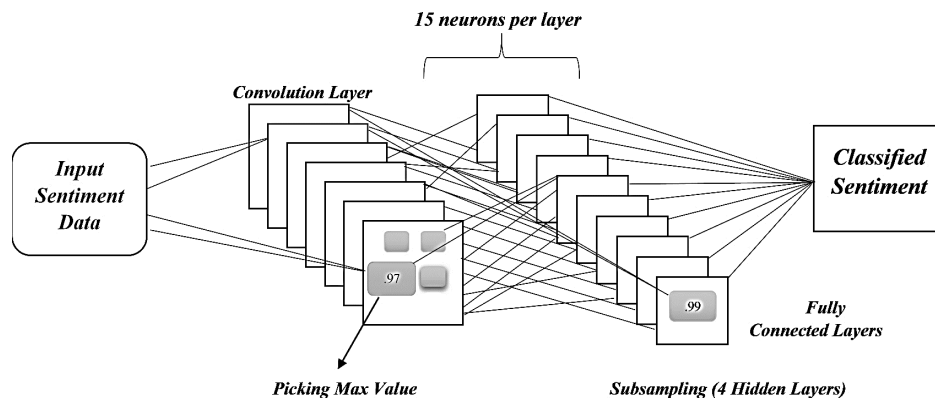 15 neurons per layer
Convolution Layer
Input
Sentiment
Data
Classified
Sentiment
.97
.99
Fully
Connected Layers
Picking Max Value
Subsampling (4 Hidden Layers)